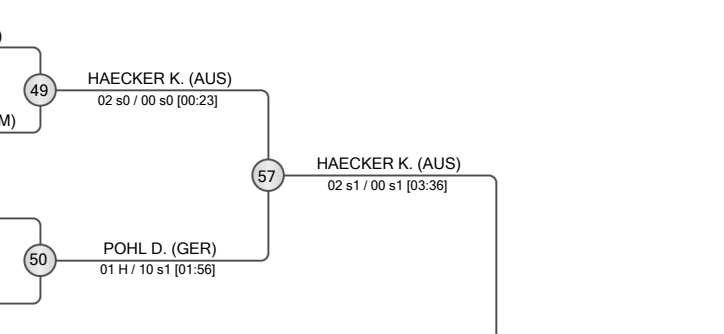 )
49
HAECKER K. (AUS)
02 s0 / 00 s0 [00:23]
M)
57
HAECKER K. (AUS)
02 s1 / 00 s1 [03:36]
50
POHL D. (GER)
01 H / 10 s1 [01:56]